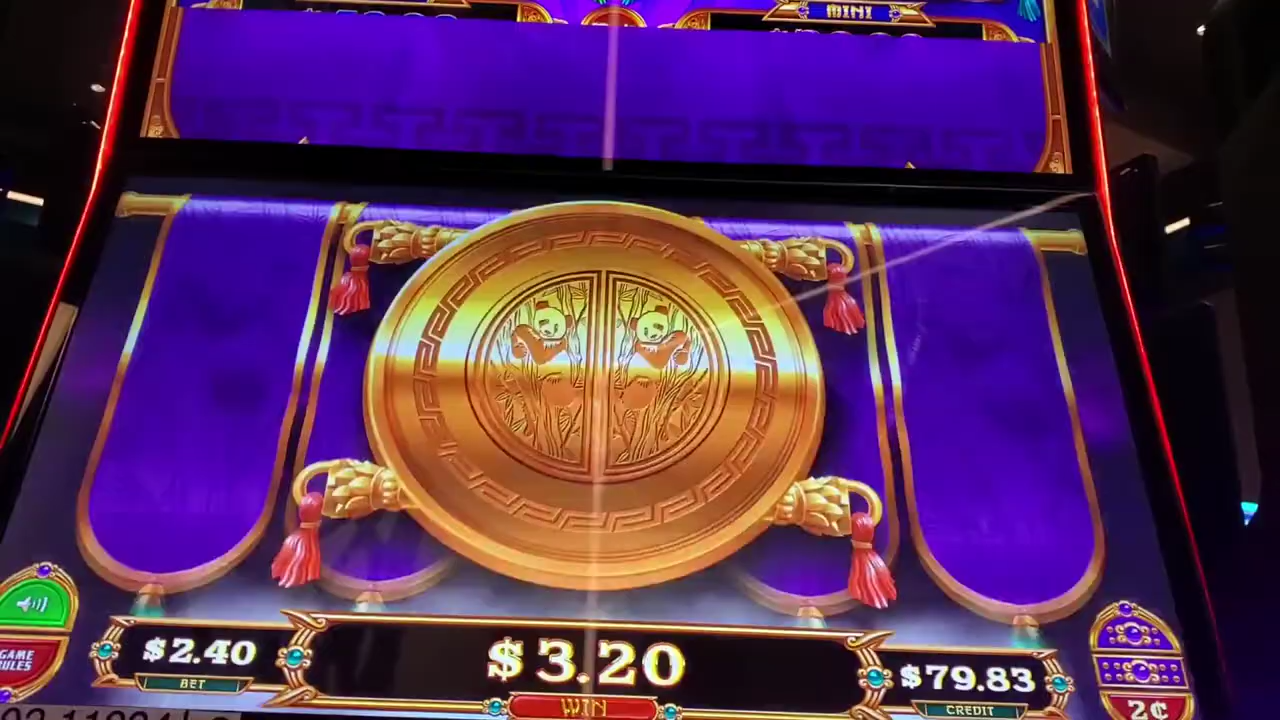 MINI
$2.40
BET
$3.20
WIN
$79.83
CREDIT
GAME
RULES
2¢